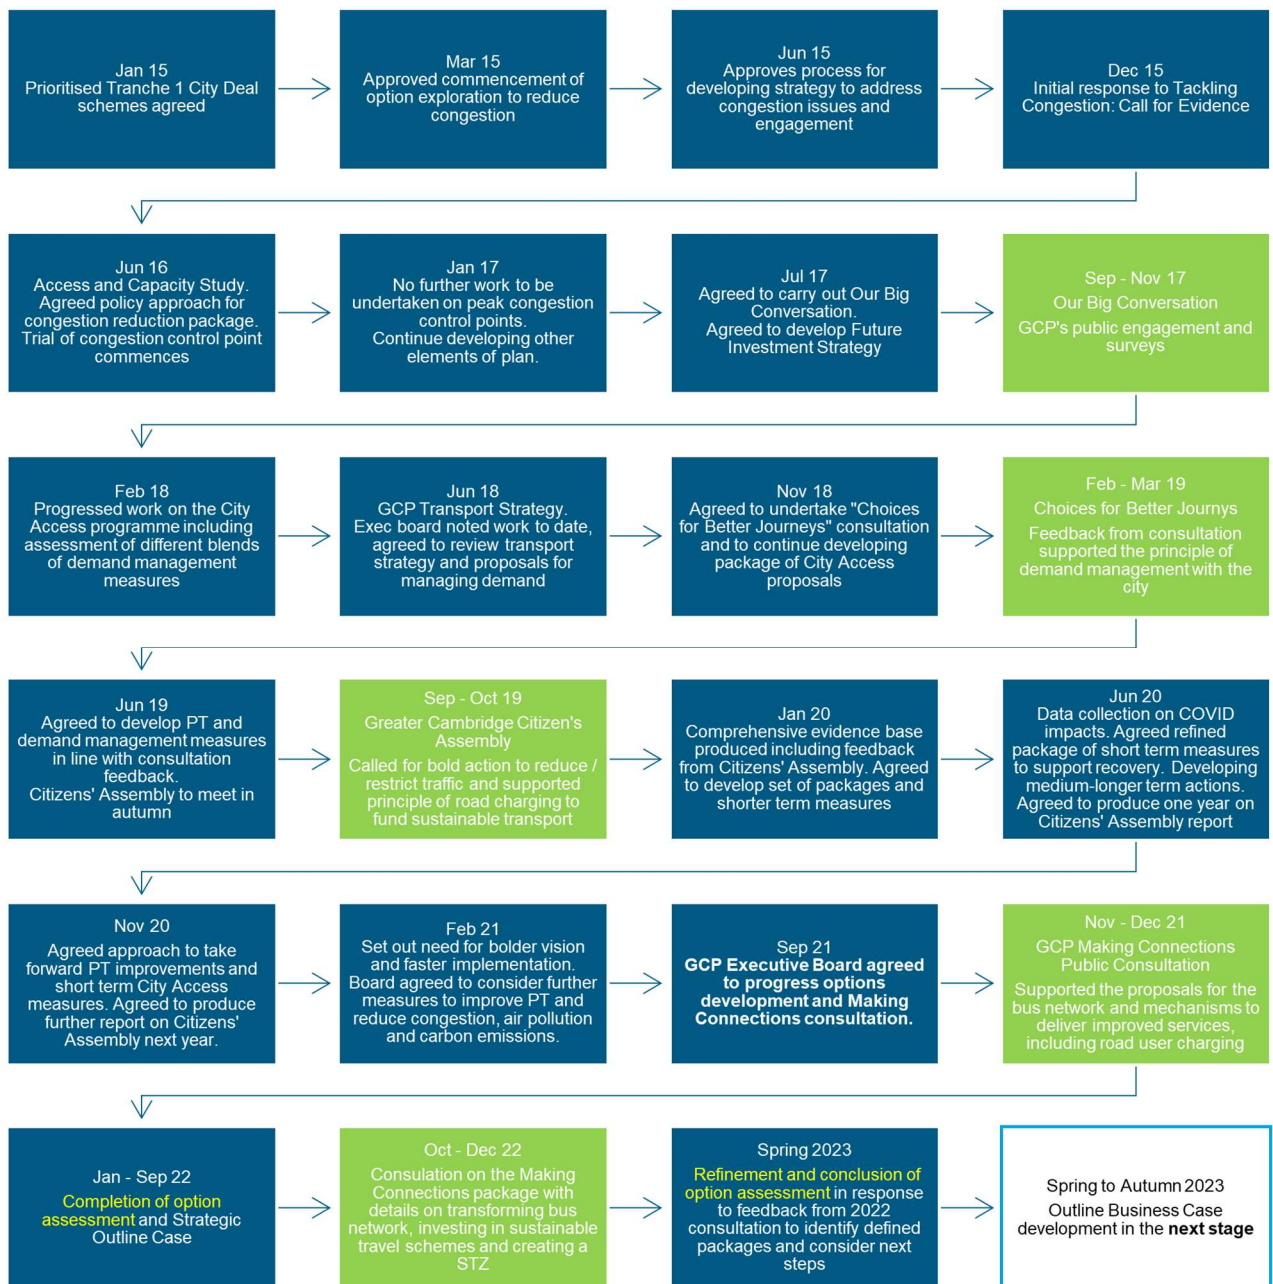 Jan 15
Prioritised Tranche 1 City Deal
schemes agreed
Mar 15
Approved commencement of
option exploration to reduce
congestion
Jun 15
Approves process for
developing strategy to address
congestion issues and
engagement
Dec 15
Initial response to Tackling
Congestion: Call for Evidence
Jun 16
Access and Capacity Study.
Agreed policy approach for
congestion reduction package.
Trial of congestion control point
commences
Jan 17
No further work to be
undertaken on peak congestion
control points.
Continue developing other
elements of plan.
Jul 17
Agreed to carry out Our Big
Conversation.
Agreed to develop Future
Investment Strategy
Sep - Nov 17
Our Big Conversation
GCP's public engagement and
surveys
Feb 18
Progressed work on the City
Access programme including
assessment of different blends
of demand management
measures
Jun 18
GCP Transport Strategy.
Exec board noted work to date,
agreed to review transport
strategy and proposals for
managing demand
Nov 18
Agreed to undertake "Choices
for Better Journeys" consultation
and to continue developing
package of City Access
proposals
Feb - Mar 19
Choices for Better Journys
Feedback from consultation
supported the principle of
demand management with the
city
Jun 19
Agreed to develop PT and
demand management measures
in line with consultation
feedback.
Citizens' Assembly to meet in
autumn
Sep - Oct 19
Greater Cambridge Citizen's
Assembly
Called for bold action to reduce /
restrict traffic and supported
principle of road charging to
fund sustainable transport
Jan 20
Comprehensive evidence base
produced including feedback
from Citizens' Assembly. Agreed
to develop set of packages and
shorter term measures
Jun 20
Data collection on COVID
impacts. Agreed refined
package of short term measures
to support recovery. Developing
medium-longer term actions.
Agreed to produce one year on
Citizens' Assembly report
Nov 20
Agreed approach to take
forward PT improvements and
short term City Access
measures. Agreed to produce
further report on Citizens'
Assembly next year.
Feb 21
Set out need for bolder vision
and faster implementation.
Board agreed to consider further
measures to improve PT and
reduce congestion, air pollution
and carbon emissions.
Sep 21
GCP Executive Board agreed
to progress options
development and Making
Connections consultation.
Nov - Dec 21
GCP Making Connections
Public Consultation
Supported the proposals for the
bus network and mechanisms to
deliver improved services,
including road user charging
Jan - Sep 22
Completion of option
assessment and Strategic
Outline Case
Oct - Dec 22
Consulation on the Making
Connections package with
details on transforming bus
network, investing in sustainable
travel schemes and creating a
STZ
Spring 2023
Refinement and conclusion of
option assessment in response
to feedback from 2022
consultation to identify defined
packages and consider next
steps
Spring to Autumn 2023
Outline Business Case
development in the next stage